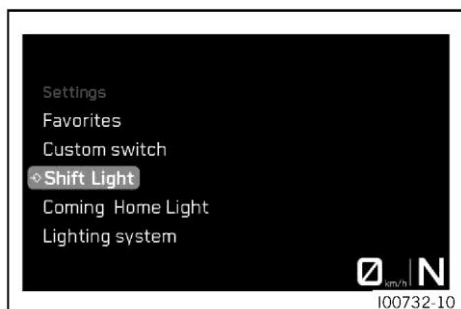 Settings
Favorites
Custom switch
Shift Light
Coming Home Light
Lighting system
0 km/h N
I00732-10